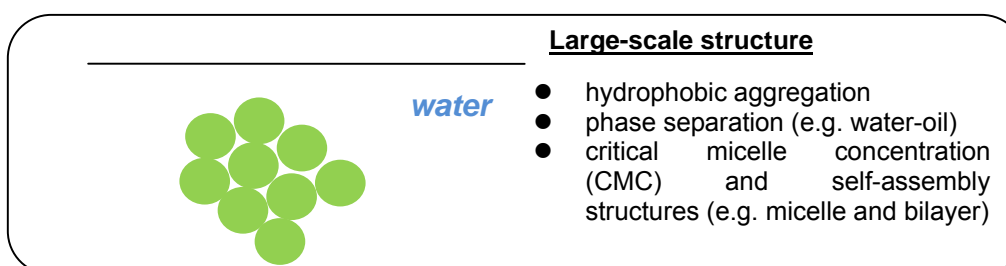 Large-scale structure
water
● hydrophobic aggregation
● phase separation (e.g. water-oil)
● critical micelle concentration
(CMC) and self-assembly
structures (e.g. micelle and bilayer)